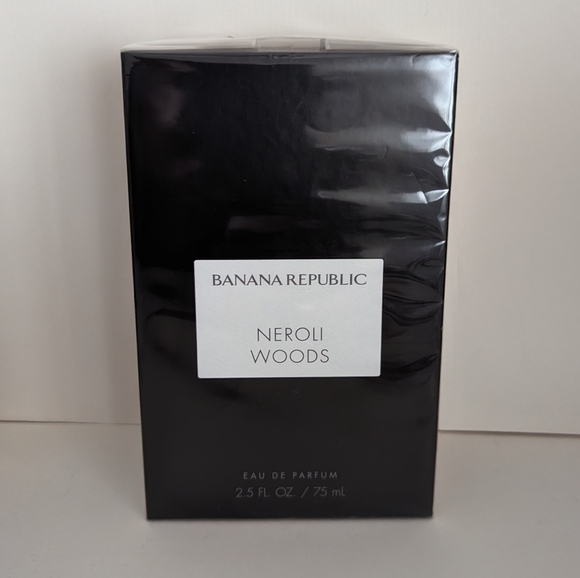 BANANA REPUBLIC
NEROLI
WOODS
EAU DE PARFUM
2.5 FL. OZ. / 75 mL